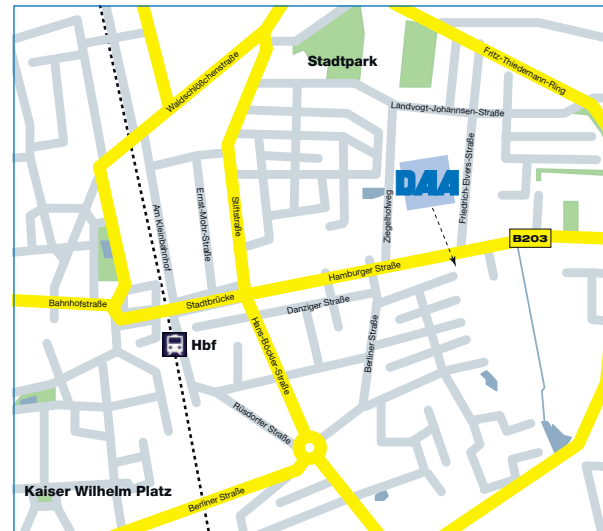 Stadtpark
Fritz-Thiedemann-Ring
Waldschlößchenstraße
Landvogt-Johannsen-Straße
DAA
Ernst-Mohr-Straße
Stiftstraße
Ziegelhofweg
Friedrich-Elvers-Straße
Am Kleinbahnhof
B203
Hamburger Straße
Bahnhofstraße
Stadtbrücke
Danziger Straße
Hbf
Hans-Böckler-Straße
Berliner Straße
Rüsdorfer Straße
Kaiser Wilhelm Platz
Berliner Straße